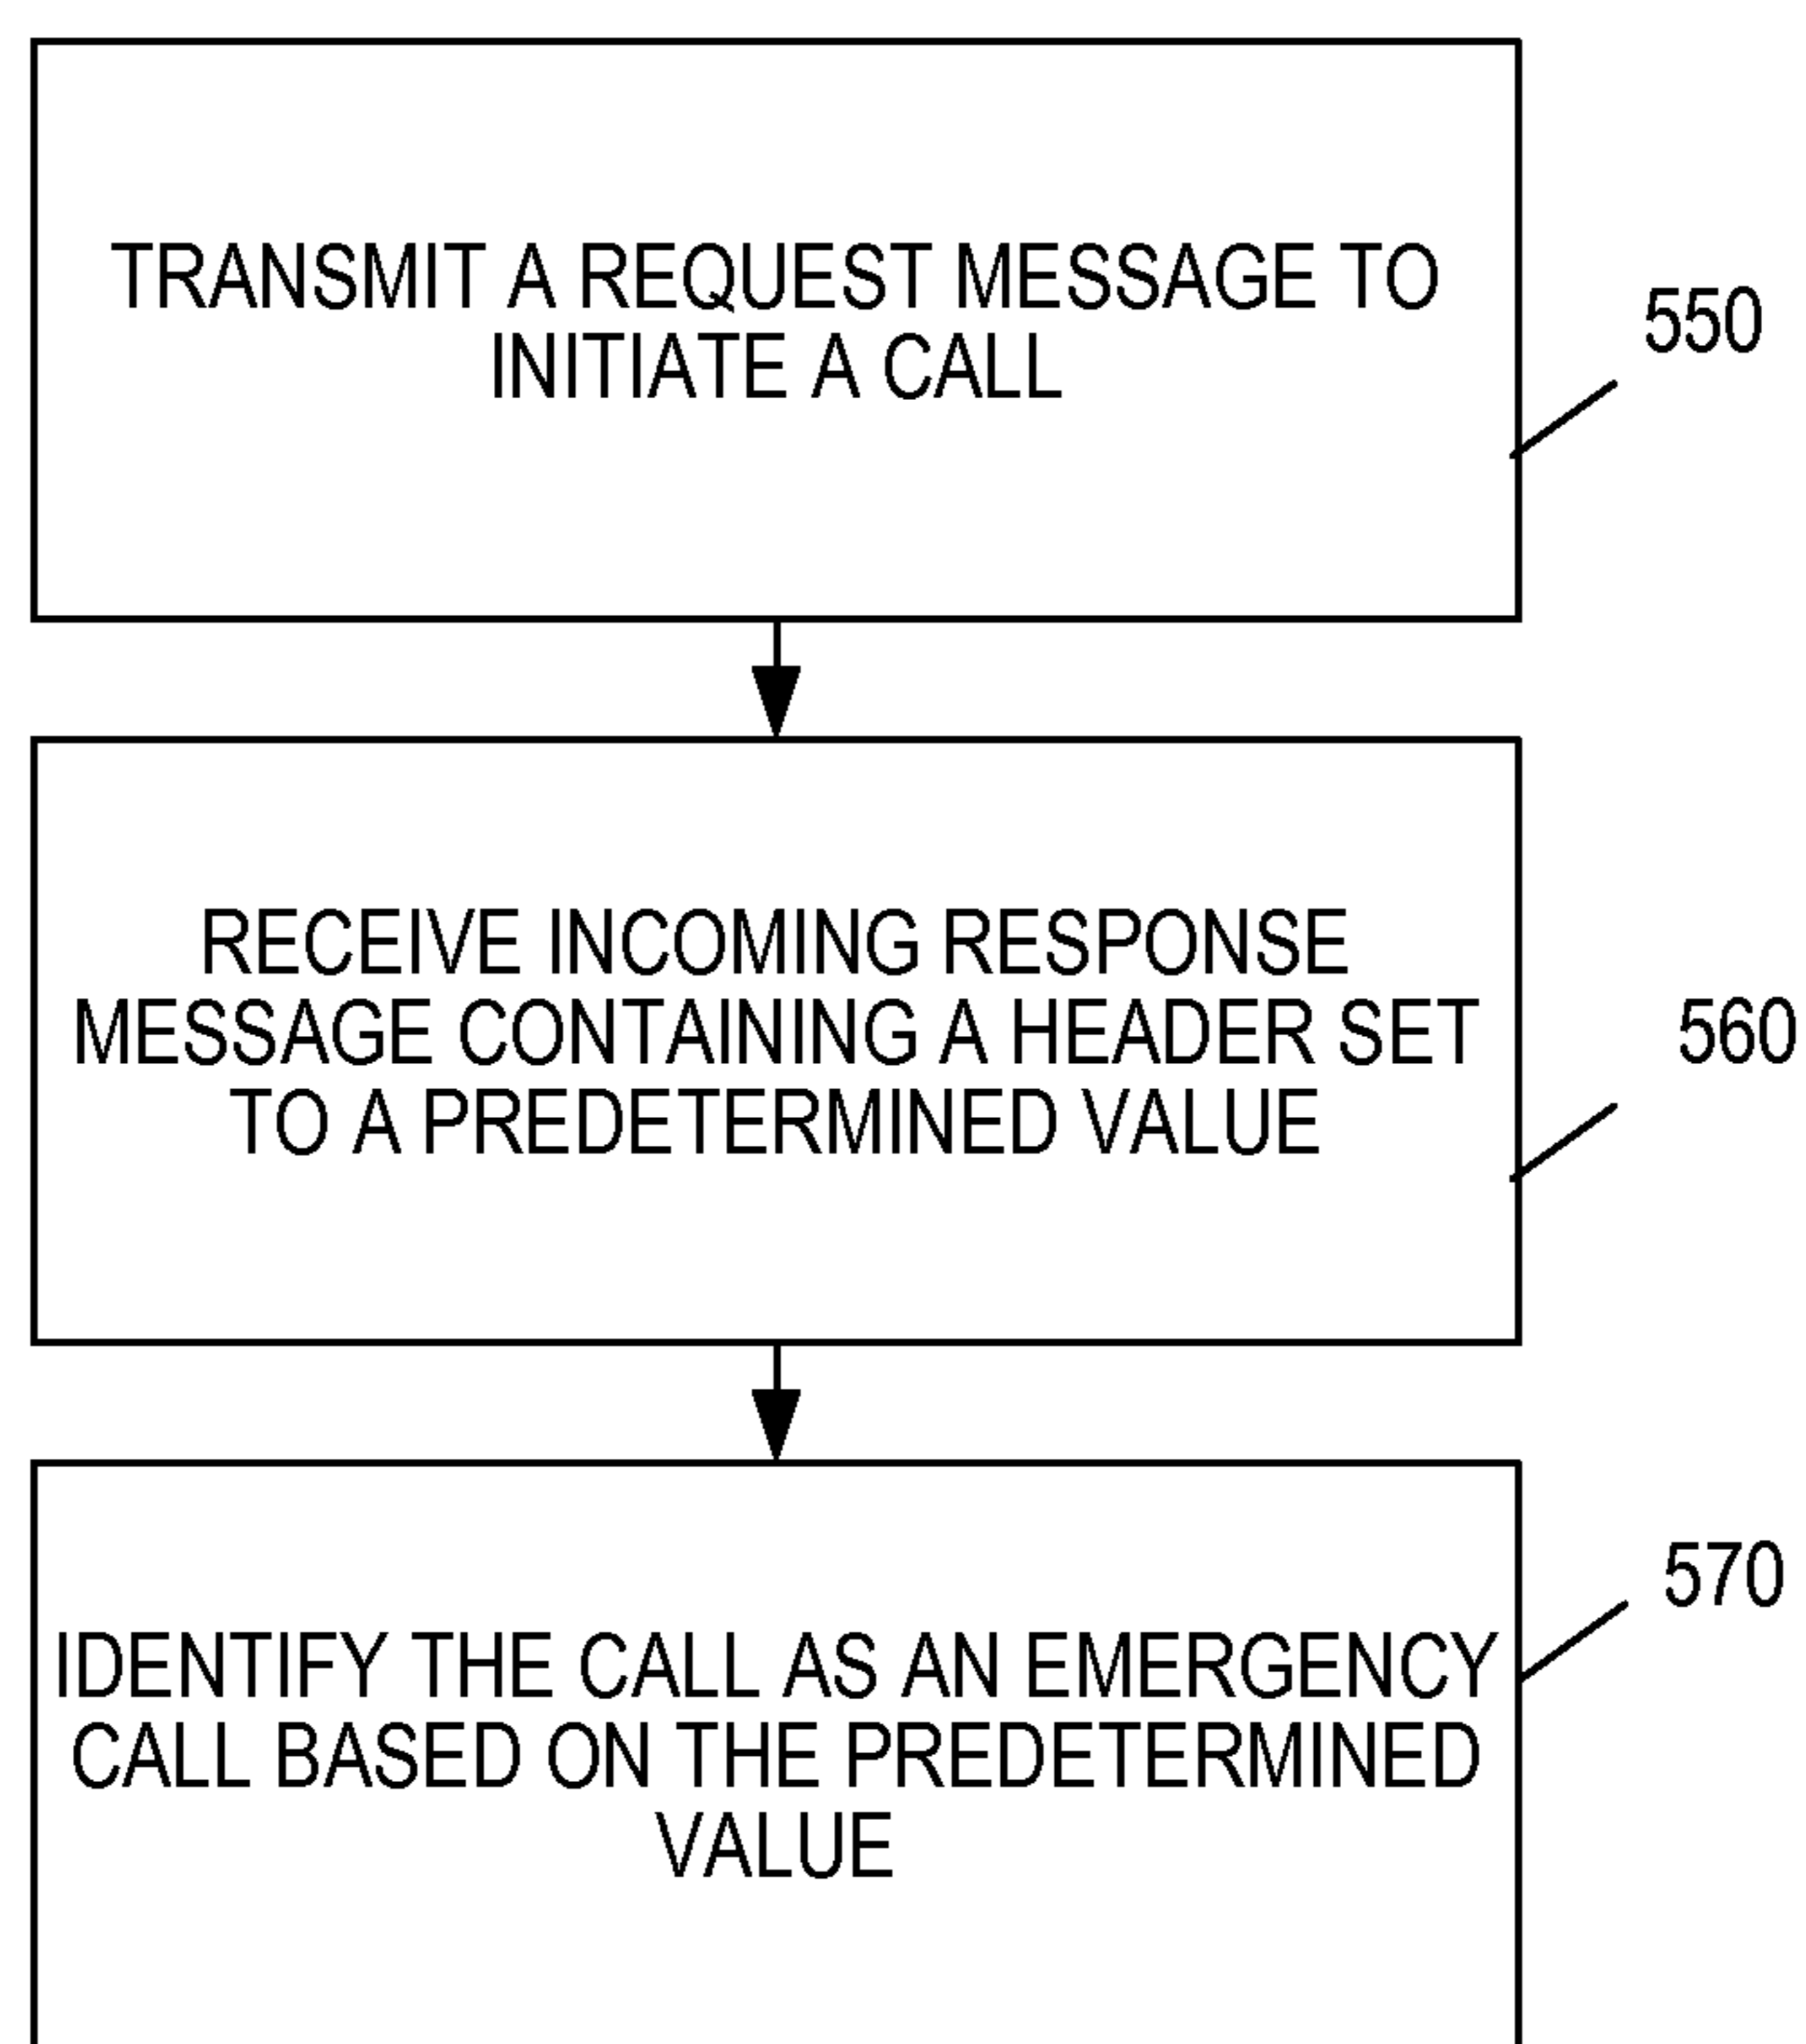 TRANSMIT A REQUEST MESSAGE TO
INITIATE A CALL
550
RECEIVE INCOMING RESPONSE
MESSAGE CONTAINING A HEADER SET
TO A PREDETERMINED VALUE
560
IDENTIFY THE CALL AS AN EMERGENCY
CALL BASED ON THE PREDETERMINED
VALUE
570